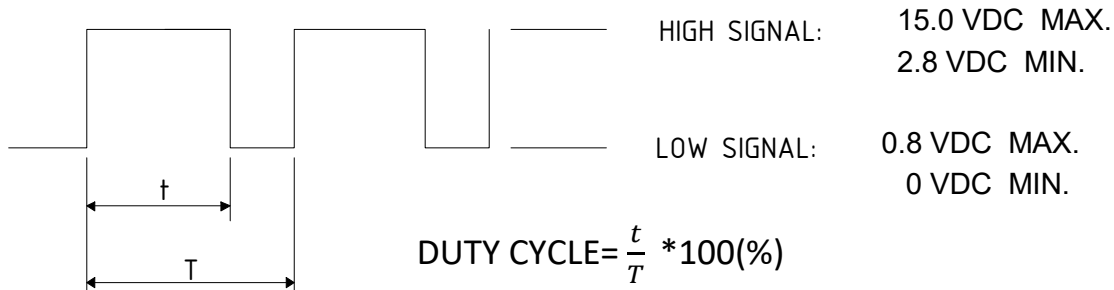 HIGH SIGNAL: 15.0 VDC MAX.
2.8 VDC MIN.
LOW SIGNAL: 0.8 VDC MAX.
0 VDC MIN.
t
T
DUTY CYCLE= t/T *100(%)